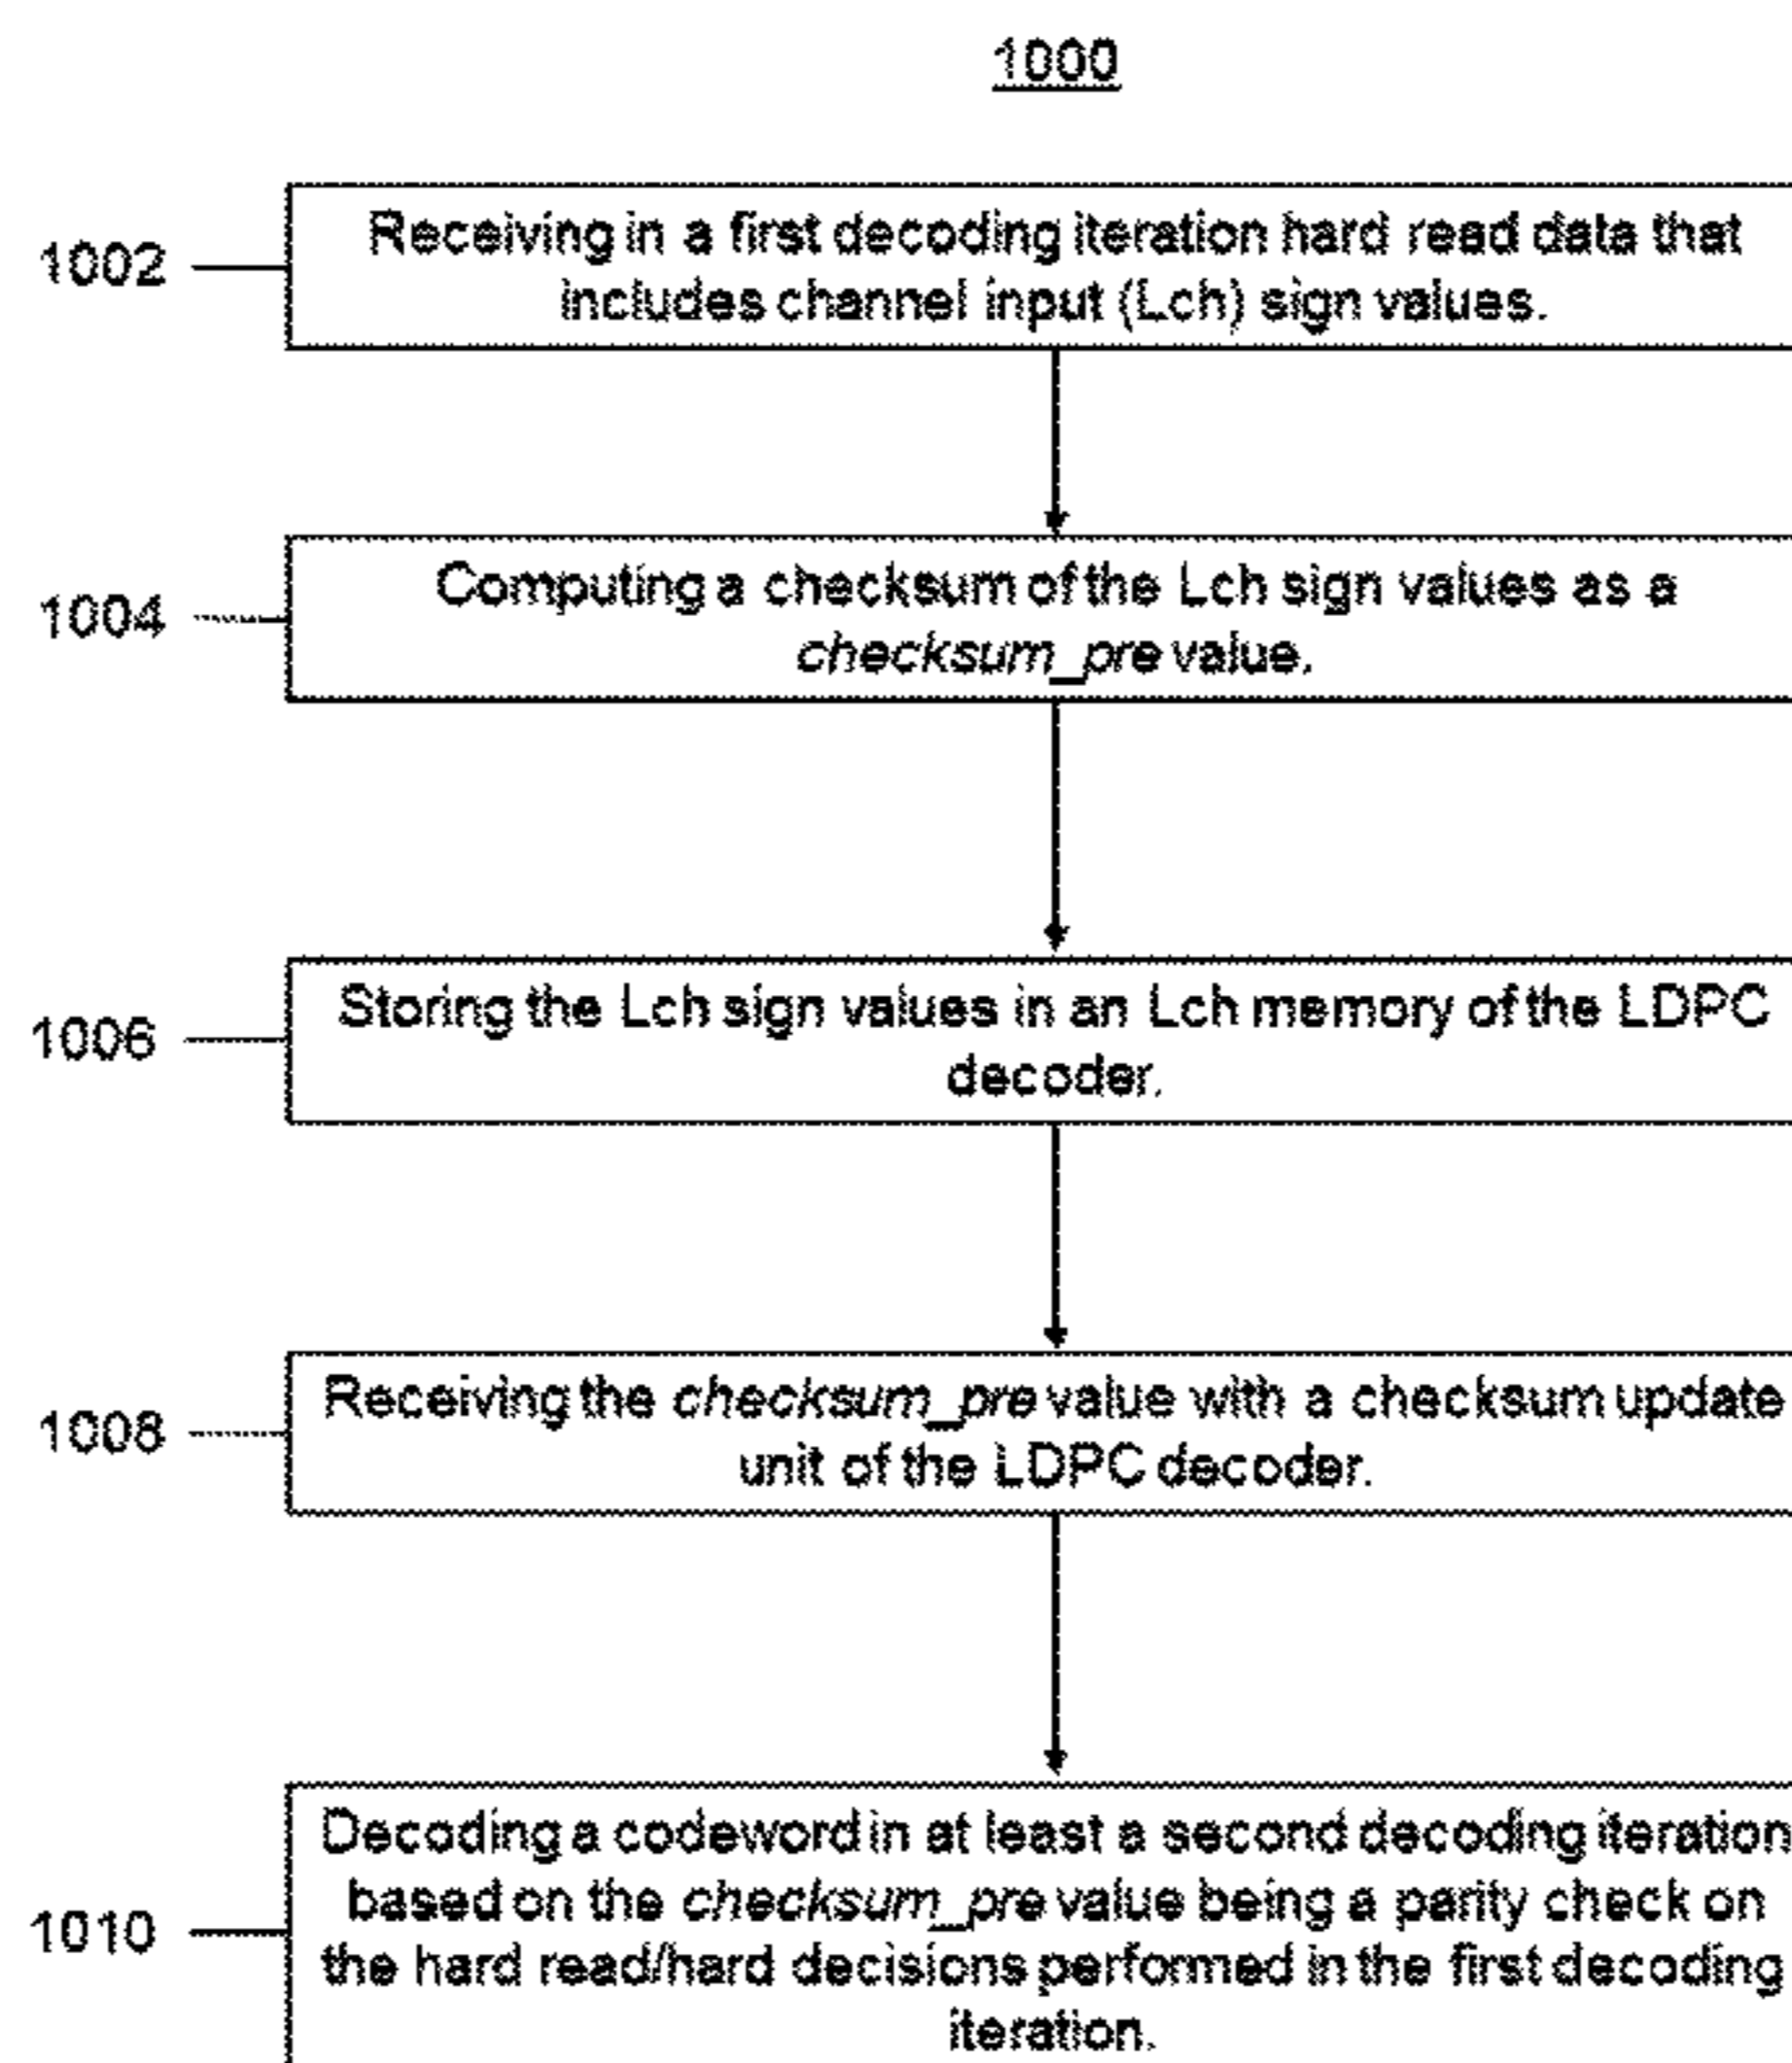 1000
1002
Receiving in a first decoding iteration hard read data that
includes channel input (Lch) sign values.
1004
Computing a checksum of the Lch sign values as a
checksum_pre value.
1006
Storing the Lch sign values in an Lch memory of the LDPC
decoder.
1008
Receiving the checksum_pre value with a checksum update
unit of the LDPC decoder.
1010
Decoding a codeword in at least a second decoding iteration
based on the checksum_pre value being a parity check on
the hard read/hard decisions performed in the first decoding
iteration.